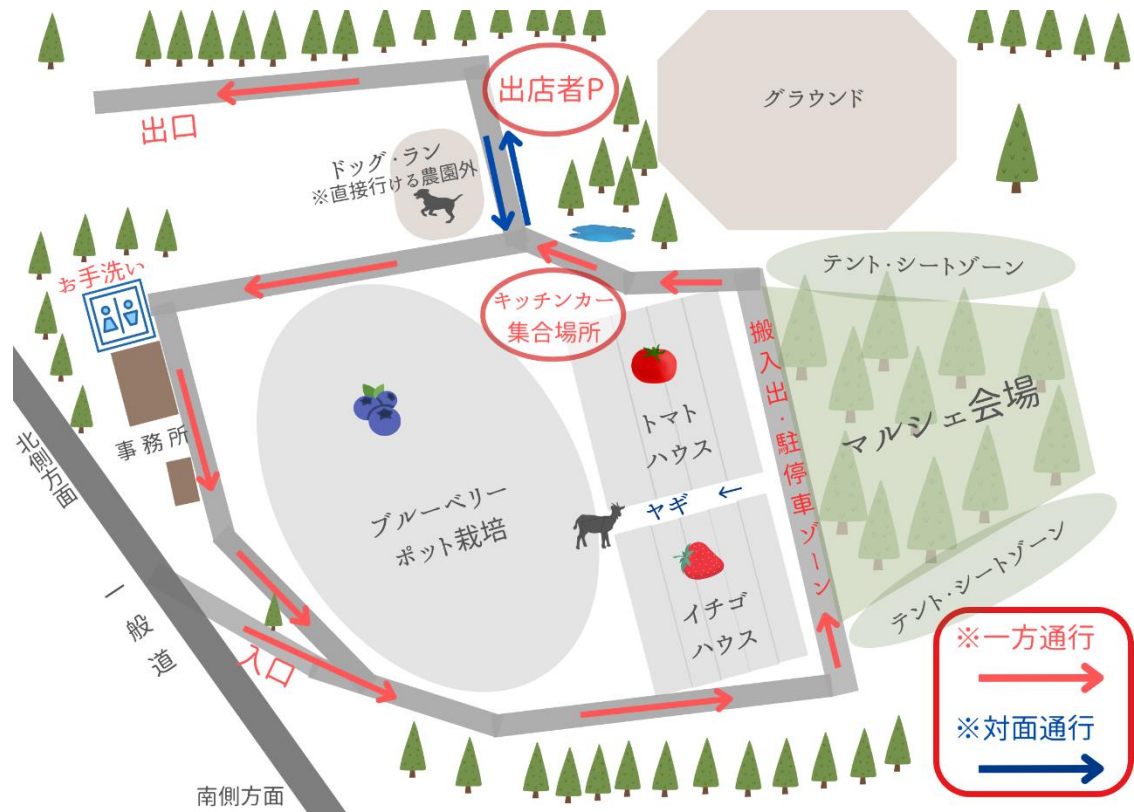 出店者P
グラウンド
出口
ドッグ・ラン
※直接行ける農園外
テント・シートゾーン
お手洗い
キッチンカー
集合場所
搬入出・駐停車ゾーン
マルシェ会場
トマト
ハウス
事務所
北側方面
ヤギ ←
ブルーベリー
ポット栽培
イチゴ
ハウス
テント・シートゾーン
一般道
入口
※一方通行
※対面通行
南側方面